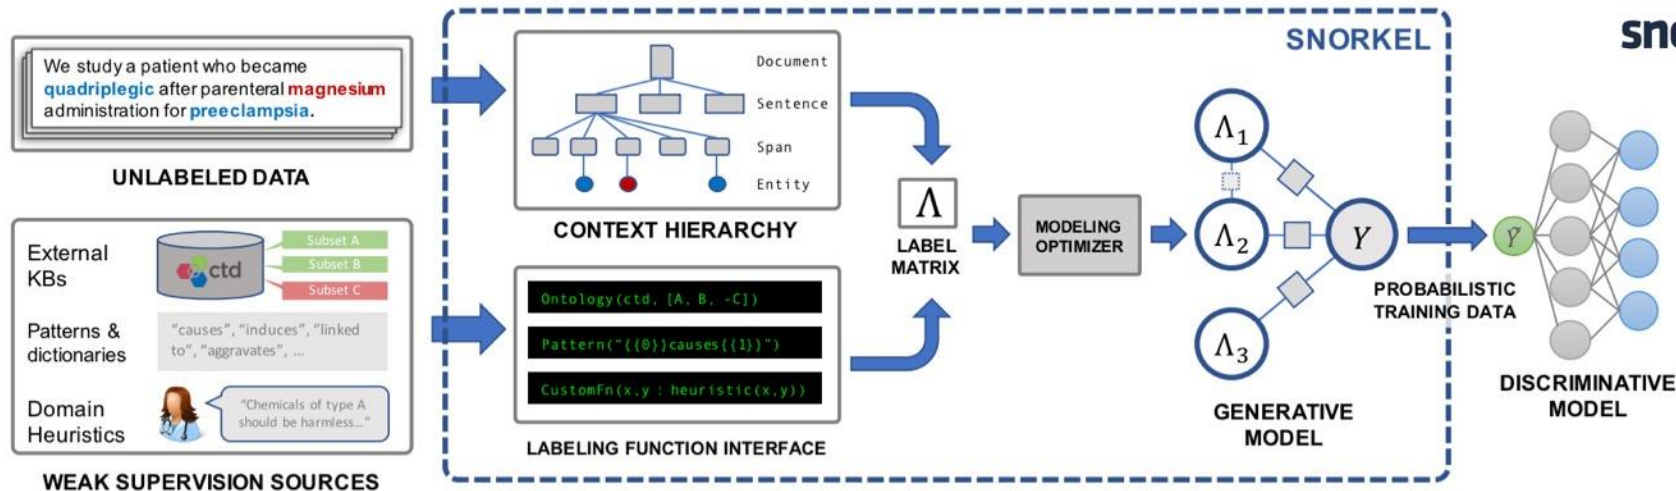 We study a patient who became
quadriplegic after parenteral magnesium
administration for preeclampsia.
UNLABELED DATA
External
KBs
ctd
Subset A
Subset B
Subset C
Patterns &
dictionaries
"causes", "induces", "linked
to", "aggravates", ...
Domain
Heuristics
"Chemicals of type A
should be harmless..."
WEAK SUPERVISION SOURCES
SNORKEL
Document
Sentence
Span
Entity
CONTEXT HIERARCHY
Ontology(ctd, [A, B, -C])
Pattern("{{0}}causes{{1}}")
CustomFn(x,y : heuristic(x,y))
LABELING FUNCTION INTERFACE
Λ
LABEL
MATRIX
MODELING
OPTIMIZER
Λ1
Λ2
Λ3
Y
GENERATIVE
MODEL
PROBABILISTIC
TRAINING DATA
Ỹ
DISCRIMINATIVE
MODEL